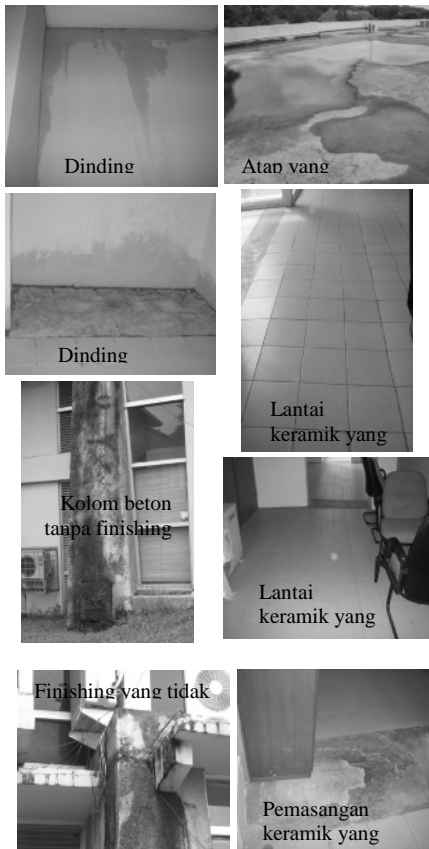 Dinding
Atap yang
Dinding
Lantai
keramik yang
Kolom beton
tanpa finishing
Lantai
keramik yang
Finishing yang tidak
Pemasangan
keramik yang